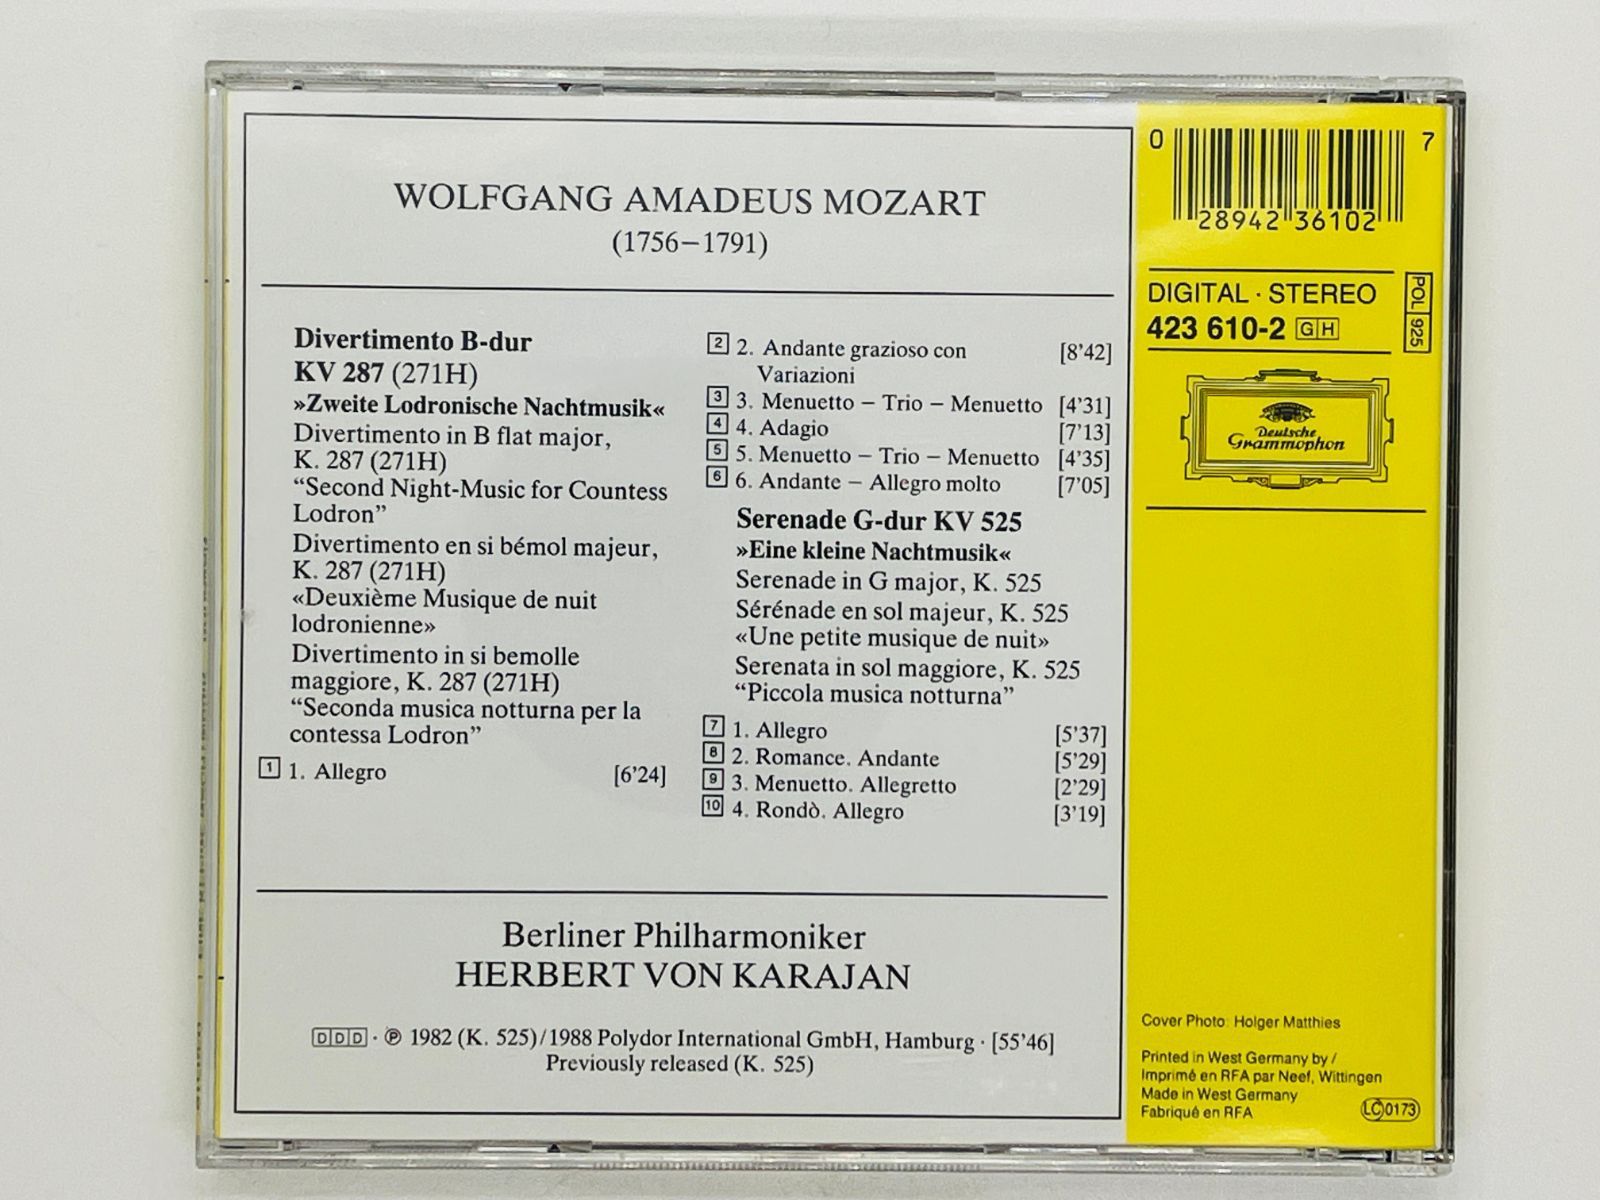 WOLFGANG AMADEUS MOZART
(1756–1791)
Divertimento B-dur
KV 287 (271H)
»Zweite Lodronische Nachtmusik«
Divertimento in B flat major,
K. 287 (271H)
“Second Night-Music for Countess
Lodron”
Divertimento en si bémol majeur,
K. 287 (271H)
«Deuxième Musique de nuit
lodronienne»
Divertimento in si bemolle
maggiore, K. 287 (271H)
“Seconda musica notturna per la
contessa Lodron”
1 1. Allegro [6’24]
2 2. Andante grazioso con [8’42]
Variazioni
3 3. Menuetto – Trio – Menuetto [4’31]
4 4. Adagio [7’13]
5 5. Menuetto – Trio – Menuetto [4’35]
6 6. Andante – Allegro molto [7’05]
Serenade G-dur KV 525
»Eine kleine Nachtmusik«
Serenade in G major, K. 525
Sérénade en sol majeur, K. 525
«Une petite musique de nuit»
Serenata in sol maggiore, K. 525
“Piccola musica notturna”
7 1. Allegro [5’37]
8 2. Romance. Andante [5’29]
9 3. Menuetto. Allegretto [2’29]
10 4. Rondò. Allegro [3’19]
Berliner Philharmoniker
HERBERT VON KARAJAN
DDD · ℗ 1982 (K. 525)/1988 Polydor International GmbH, Hamburg · [55’46]
Previously released (K. 525)
0 7
28942 36102
DIGITAL · STEREO
423 610-2 GH
POL 925
Deutsche
Grammophon
Cover Photo: Holger Matthies
Printed in West Germany by /
Imprimé en RFA par Neef, Wittingen
Made in West Germany
Fabriqué en RFA
LC 0173